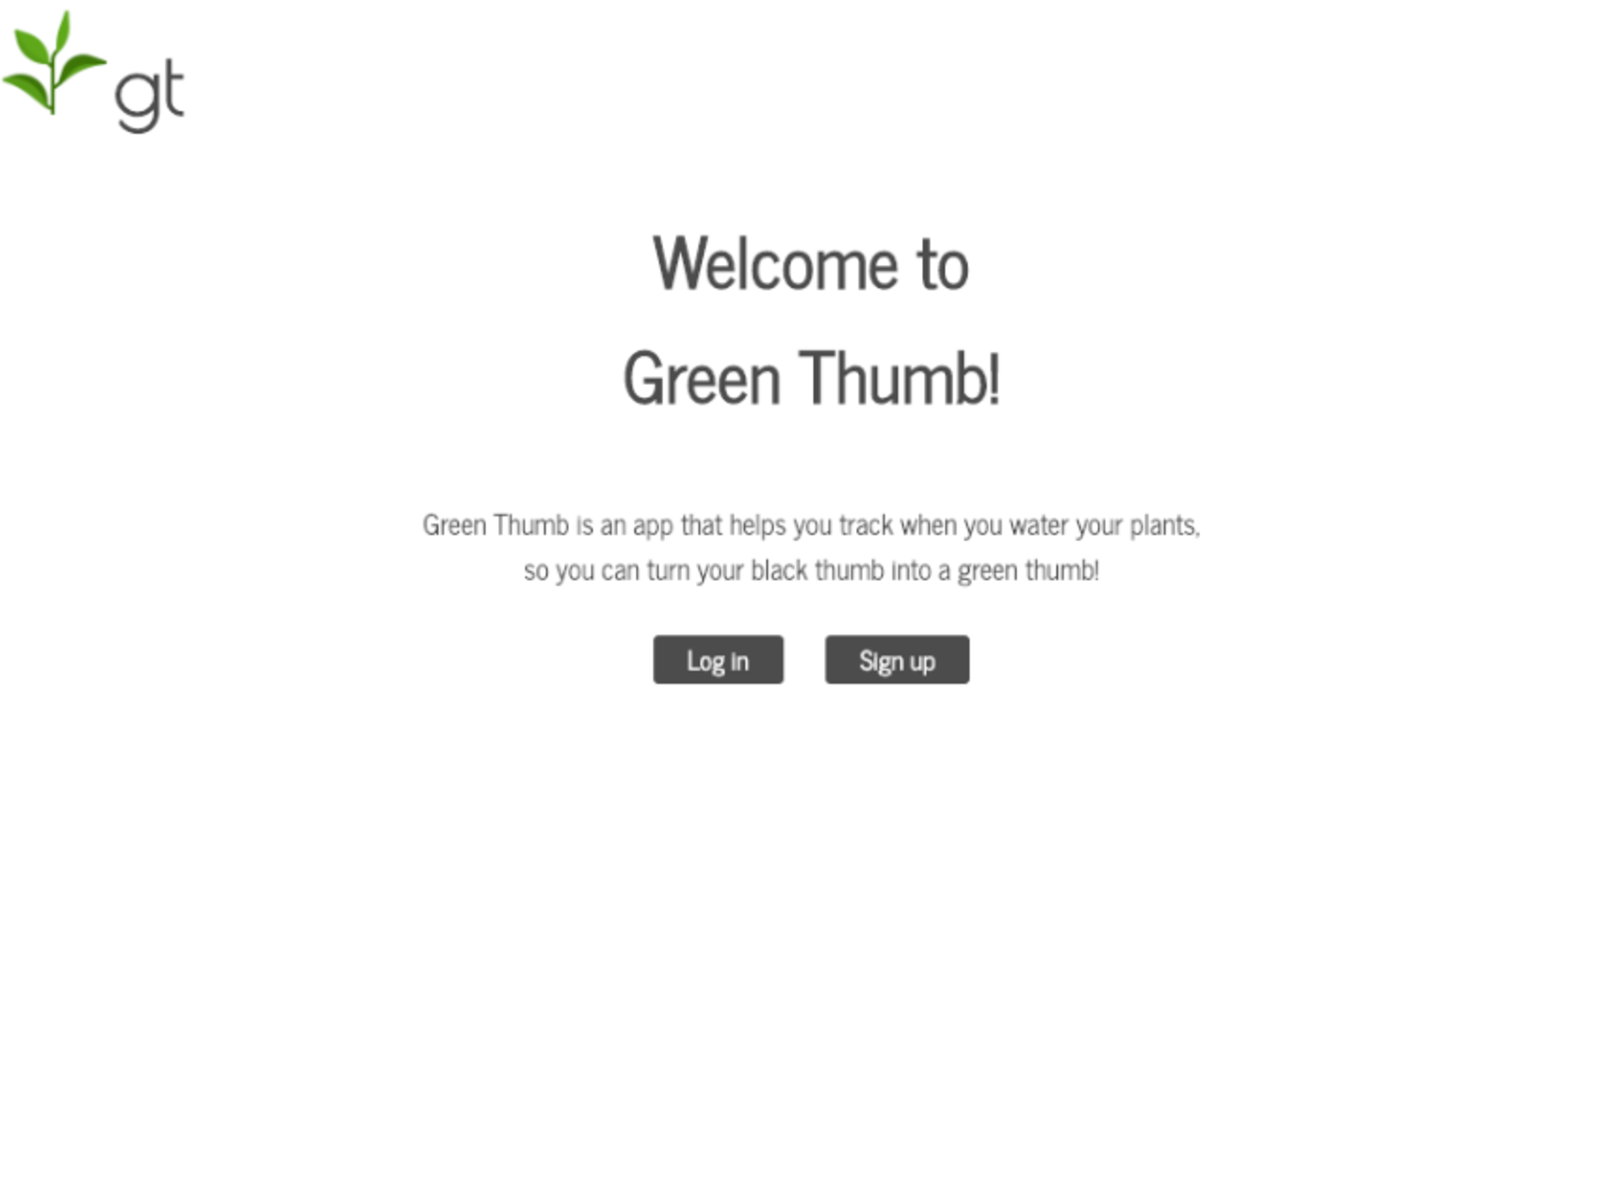 gt
Welcome to
Green Thumb!
Green Thumb is an app that helps you track when you water your plants,
so you can turn your black thumb into a green thumb!
Log in
Sign up